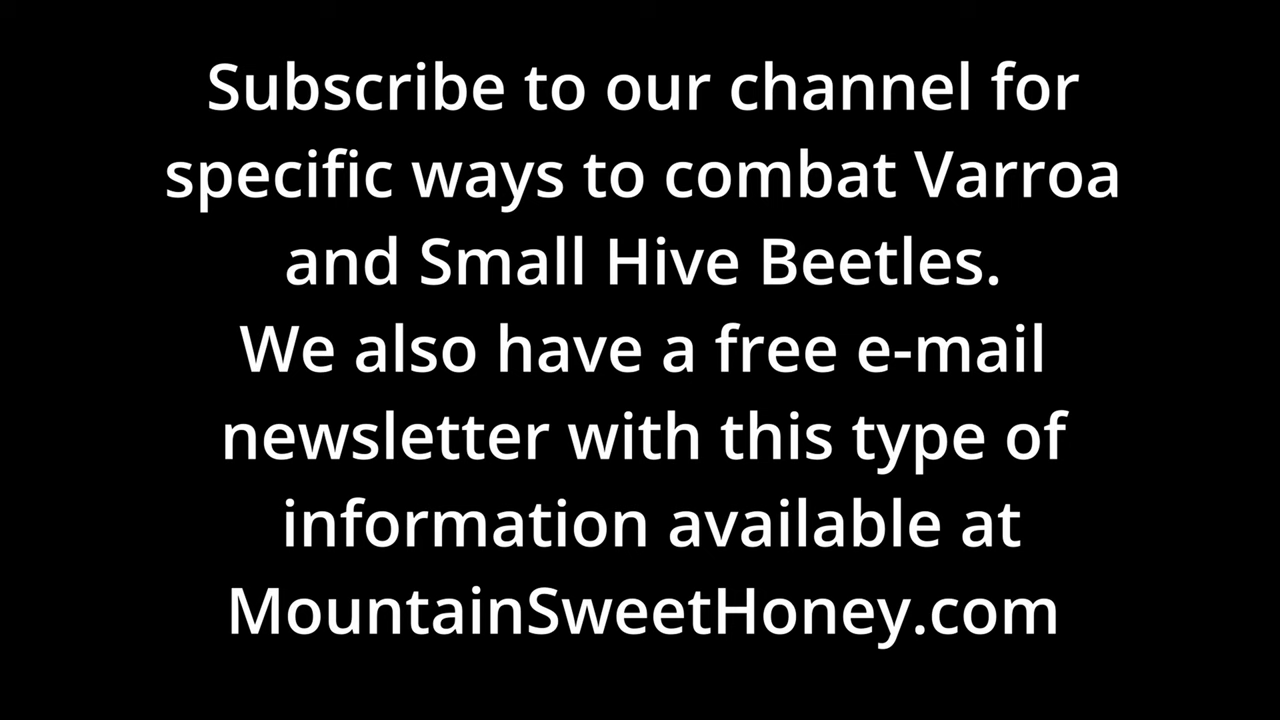 Subscribe to our channel for
specific ways to combat Varroa
and Small Hive Beetles.
We also have a free e-mail
newsletter with this type of
information available at
MountainSweetHoney.com